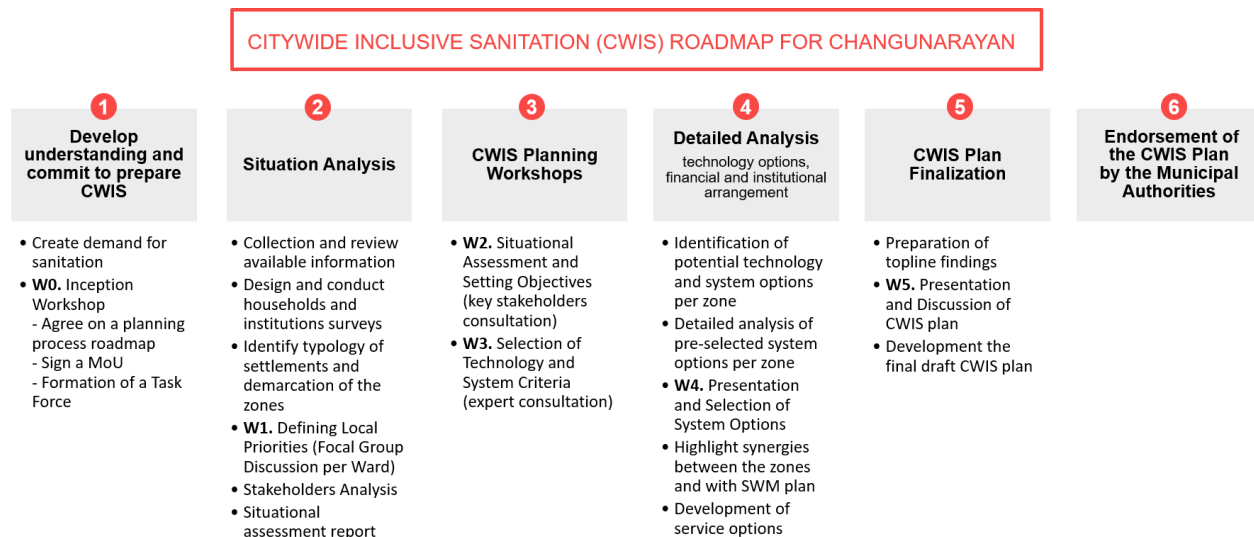 CITYWIDE INCLUSIVE SANITATION (CWIS) ROADMAP FOR CHANGUNARAYAN
1
Develop
understanding and
commit to prepare
CWIS
• Create demand for
sanitation
• W0. Inception
Workshop
- Agree on a planning
process roadmap
- Sign a MoU
- Formation of a Task
Force
2
Situation Analysis
• Collection and review
available information
• Design and conduct
households and
institutions surveys
• Identify typology of
settlements and
demarcation of the
zones
• W1. Defining Local
Priorities (Focal Group
Discussion per Ward)
• Stakeholders Analysis
• Situational
assessment report
3
CWIS Planning
Workshops
• W2. Situational
Assessment and
Setting Objectives
(key stakeholders
consultation)
• W3. Selection of
Technology and
System Criteria
(expert consultation)
4
Detailed Analysis
technology options,
financial and institutional
arrangement
• Identification of
potential technology
and system options
per zone
• Detailed analysis of
pre-selected system
options per zone
• W4. Presentation
and Selection of
System Options
• Highlight synergies
between the zones
and with SWM plan
• Development of
service options
5
CWIS Plan
Finalization
• Preparation of
topline findings
• W5. Presentation
and Discussion of
CWIS plan
• Development the
final draft CWIS plan
6
Endorsement of
the CWIS Plan
by the Municipal
Authorities